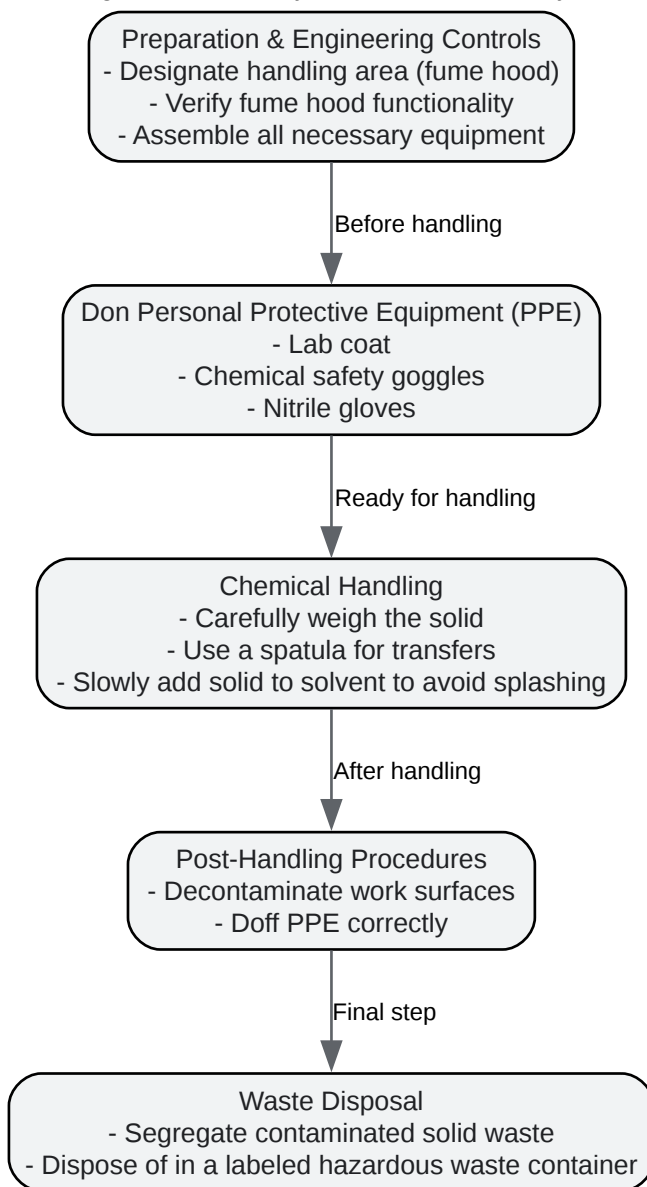 Preparation & Engineering Controls
- Designate handling area (fume hood)
- Verify fume hood functionality
- Assemble all necessary equipment
Before handling
Don Personal Protective Equipment (PPE)
- Lab coat
- Chemical safety goggles
- Nitrile gloves
Ready for handling
Chemical Handling
- Carefully weigh the solid
- Use a spatula for transfers
- Slowly add solid to solvent to avoid splashing
After handling
Post-Handling Procedures
- Decontaminate work surfaces
- Doff PPE correctly
Final step
Waste Disposal
- Segregate contaminated solid waste
- Dispose of in a labeled hazardous waste container